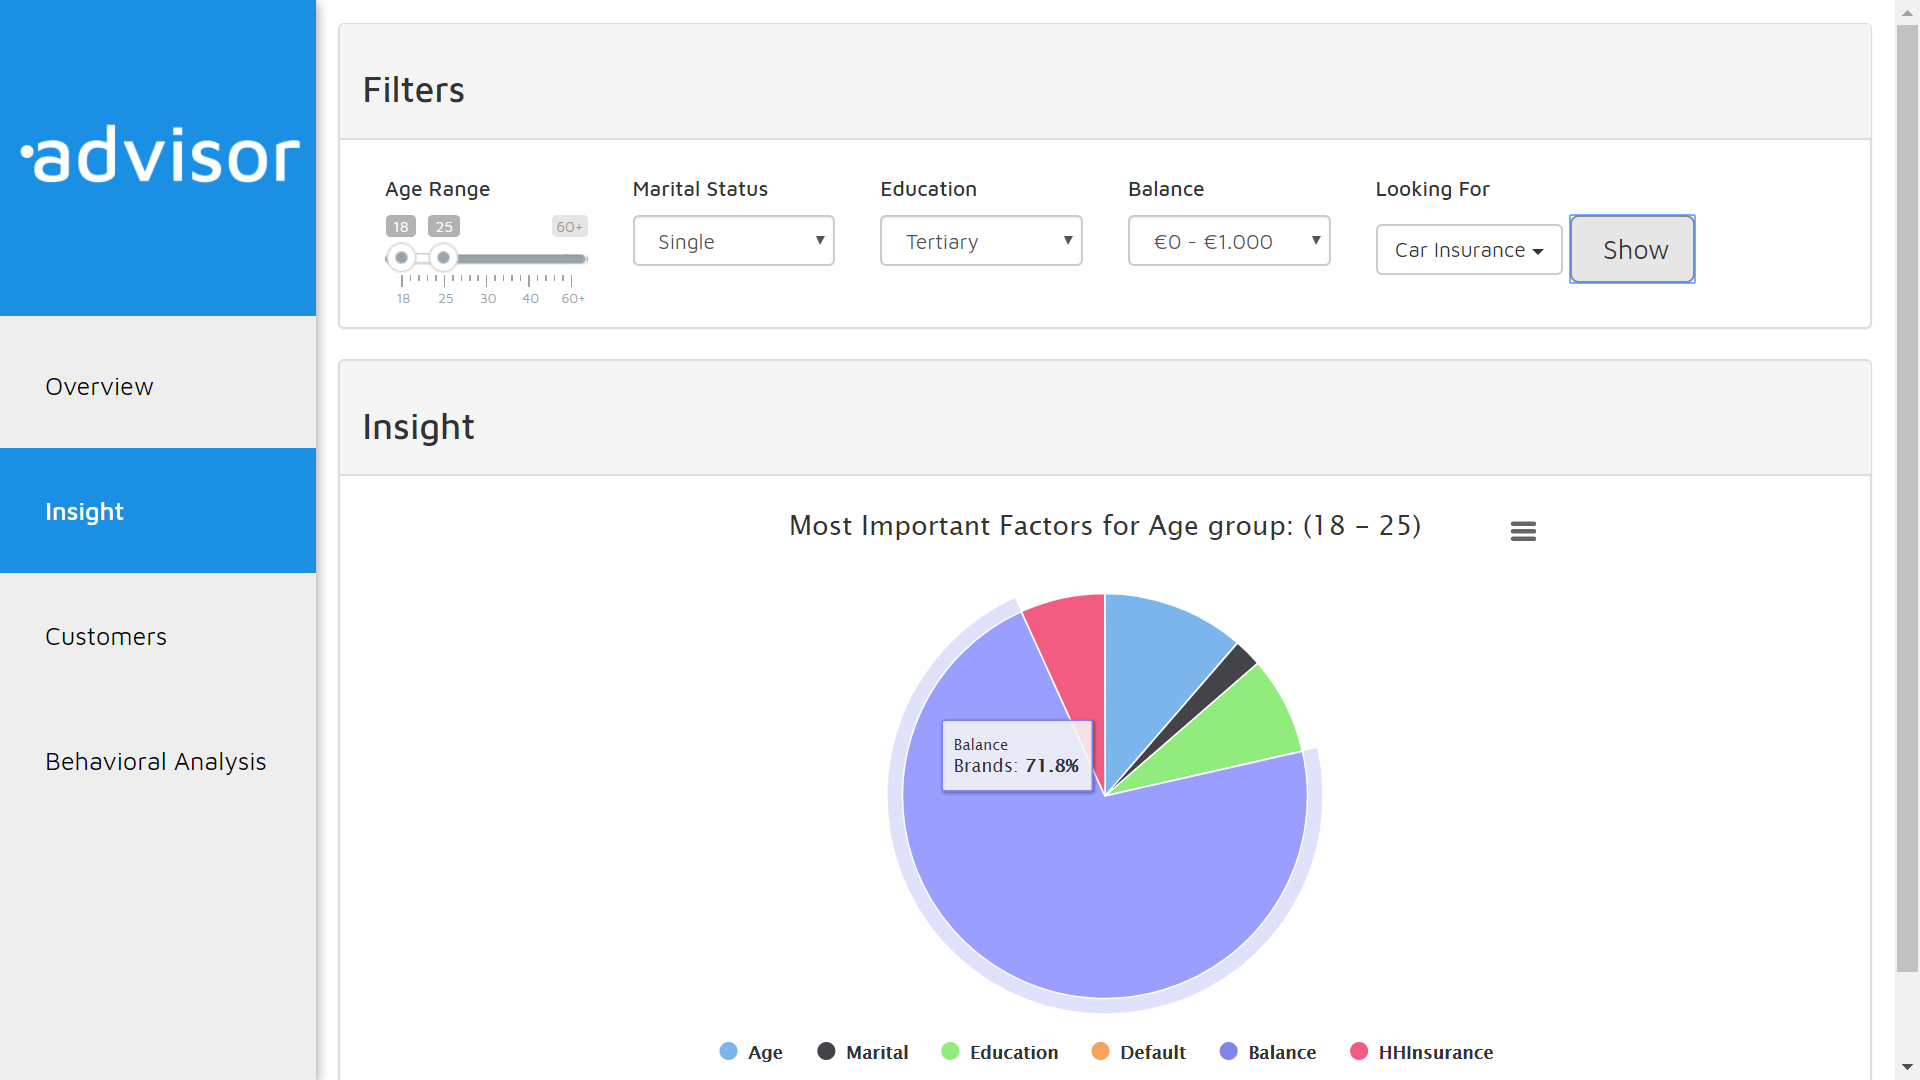 advisor
Overview
Insight
Customers
Behavioral Analysis
Filters
Age Range
18 25 60+
18 25 30 40 60+
Marital Status
Single
Education
Tertiary
Balance
€0 - €1.000
Looking For
Car Insurance
Show
Insight
Most Important Factors for Age group: (18 – 25)
Balance
Brands: 71.8%
Age Marital Education Default Balance HHInsurance